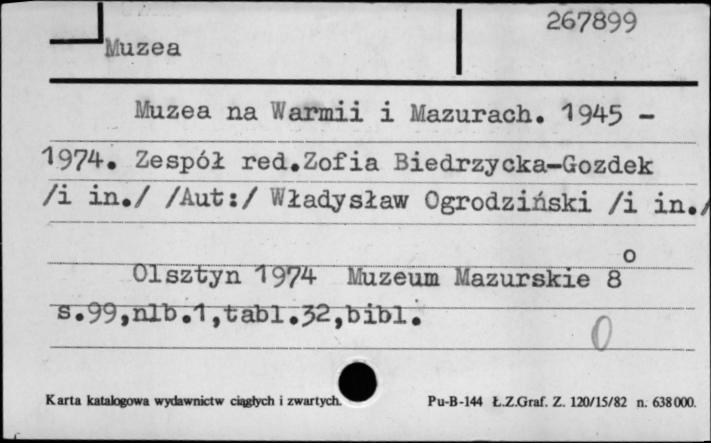 267899
Muzea
Muzea na Warmii i Mazurach. 1945 -
1974. Zespół red.Zofia Biedrzycka-Gozdek
/i in./ /Aut:/ Władysław Ogrodziński /i in./
Olsztyn 1974 Muzeum Mazurskie 8o
s.99,nlb.1,tabl.32,bibl.
0
Karta katalogowa wydawnictw ciągłych i zwartych. Pu-B-144 Ł.Z.Graf. Z. 120/15/82 n. 638000.